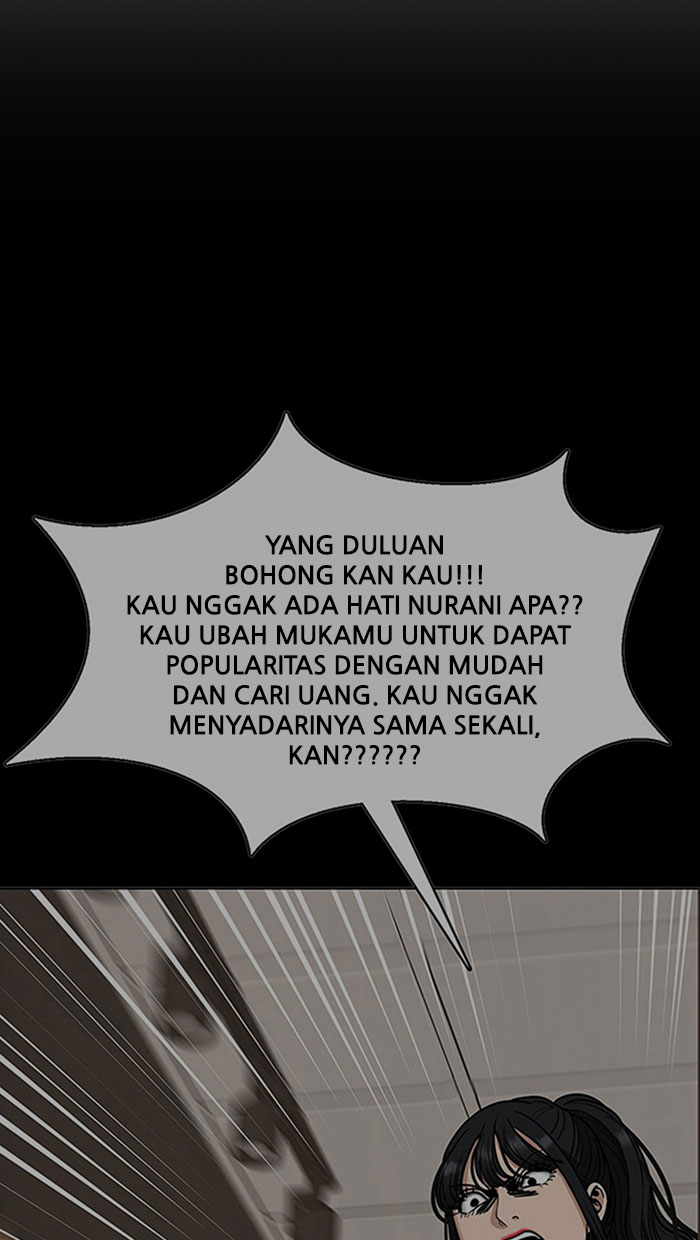 YANG DULUAN
BOHONG KAN KAU!!!
KAU NGGAK ADA HATI NURANI APA??
KAU UBAH MUKAMU UNTUK DAPAT
POPULARITAS DENGAN MUDAH
DAN CARI UANG. KAU NGGAK
MENYADARINYA SAMA SEKALI,
KAN??????